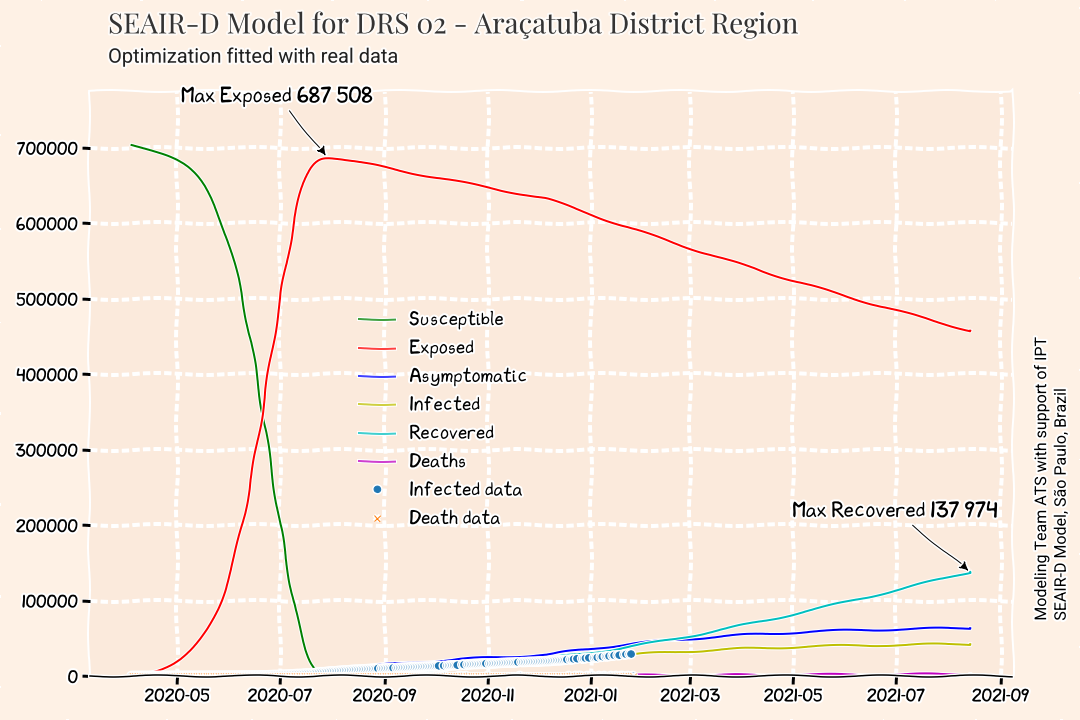 SEAIR-D Model for DRS 02 - Araçatuba District Region
Optimization fitted with real data
Max Exposed 687 508
700000
600000
500000
400000
300000
200000
100000
0
Susceptible
Exposed
Asymptomatic
Infected
Recovered
Deaths
Infected data
Death data
Max Recovered 137 974
2020-05 2020-07 2020-09 2020-11 2021-01 2021-03 2021-05 2021-07 2021-09
Modeling Team ATS with support of IPT
SEAIR-D Model, São Paulo, Brazil